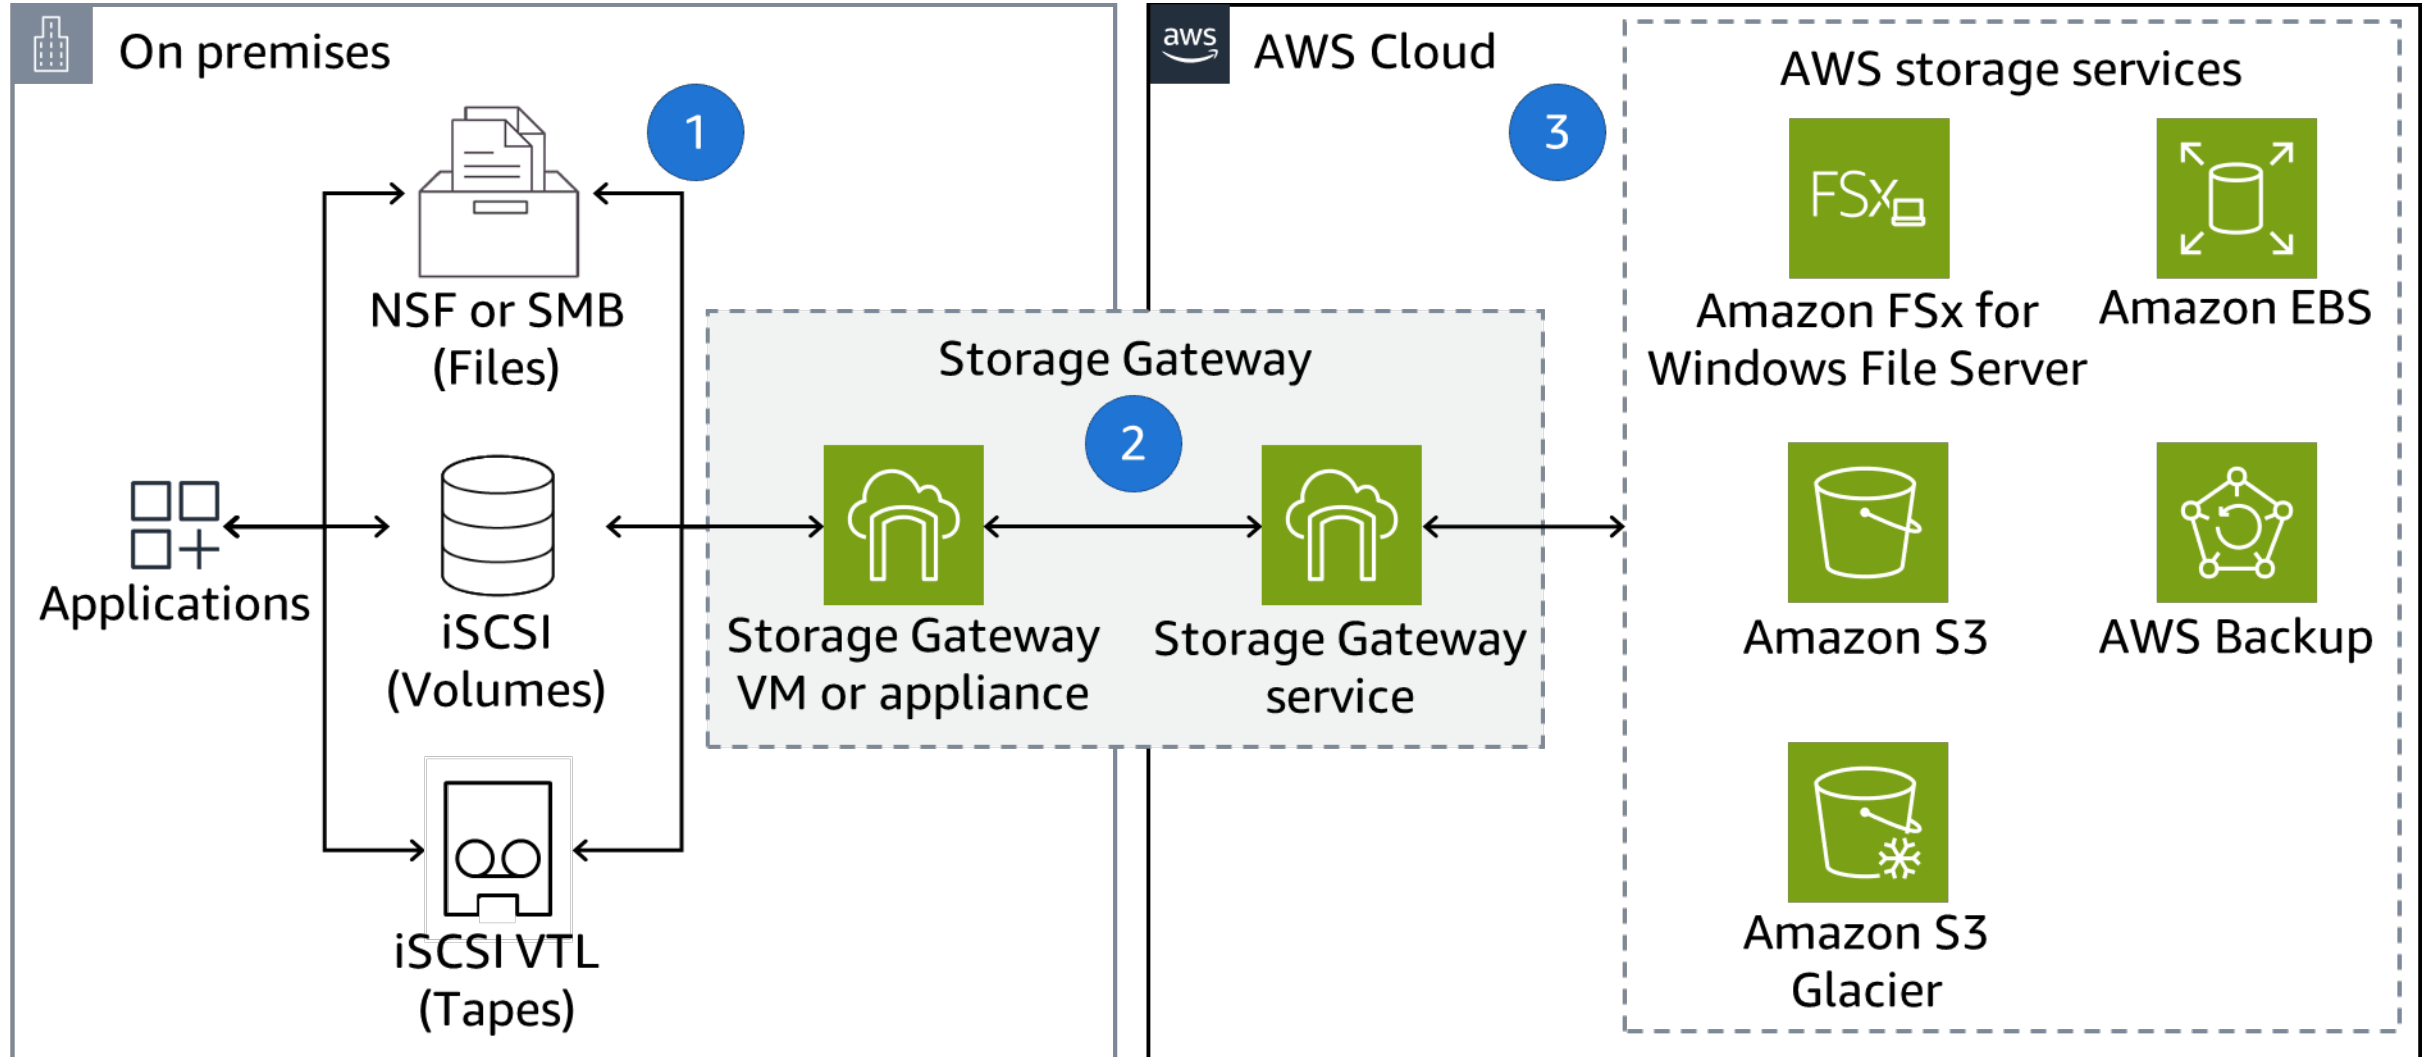 On premises
1
NSF or SMB
(Files)
Applications
iSCSI
(Volumes)
iSCSI VTL
(Tapes)
Storage Gateway
2
Storage Gateway
VM or appliance
Storage Gateway
service
aws
AWS Cloud
3
AWS storage services
FSx
Amazon FSx for
Windows File Server
Amazon EBS
Amazon S3
AWS Backup
Amazon S3
Glacier